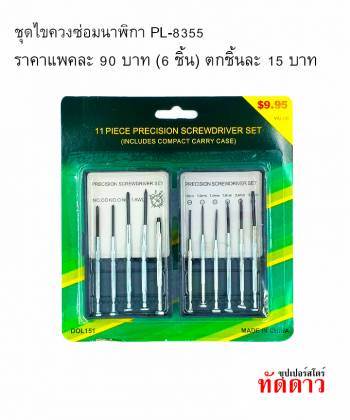 ชุดไขควงซ่อมนาฬิกา PL-8355
ราคาแพคละ 90 บาท (6 ชิ้น) ตกชิ้นละ 15 บาท
$9.95
VALUE
11 PIECE PRECISION SCREWDRIVER SET
(INCLUDES COMPACT CARRY CASE)
PRECISION SCREWDRIVER SET
PRECISION SCREWDRIVER SET
DOL151
MADE IN CHINA
ซุปเปอร์สโตร์
ทัดดาว